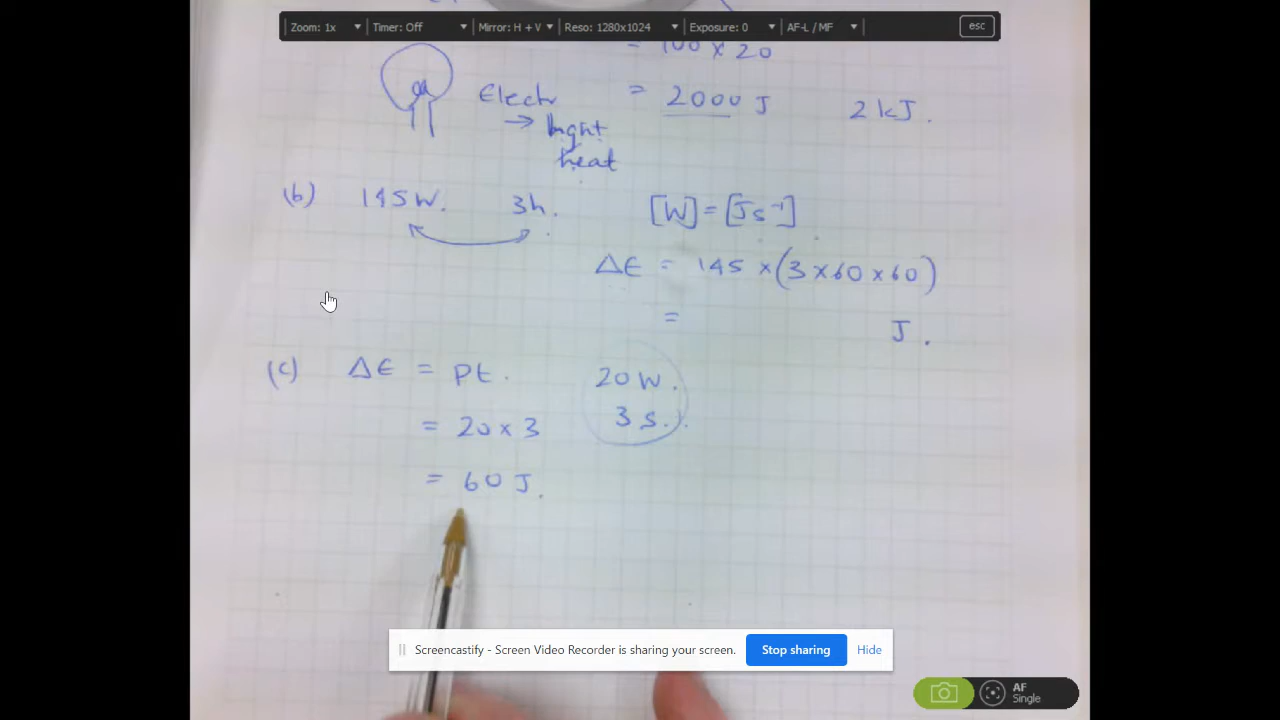 Zoom: 1x Timer: Off Mirror: H + V Reso: 1280x1024 Exposure: 0 AF-L / MF esc
= 100 x 20
Electr = 2000 J 2 kJ.
→ light
heat
(b) 145W. 3h. [W] = [Js⁻¹]
ΔE = 145 x (3 x 60 x 60)
= J.
(c) ΔE = Pt. 20 W.
= 20 x 3 3 s.
= 60 J.
Screencastify - Screen Video Recorder is sharing your screen. Stop sharing Hide
AF
Single